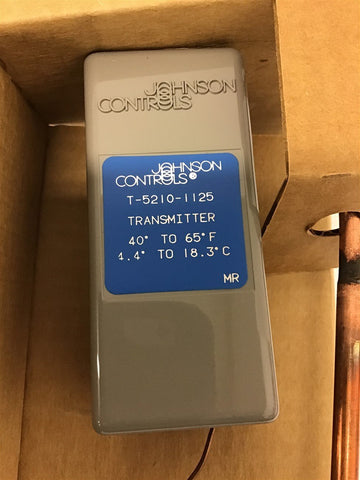 JOHNSON
CONTROLS
JOHNSON
CONTROLS®
T-5210-1125
TRANSMITTER
40° TO 65°F
4.4° TO 18.3°C
MR